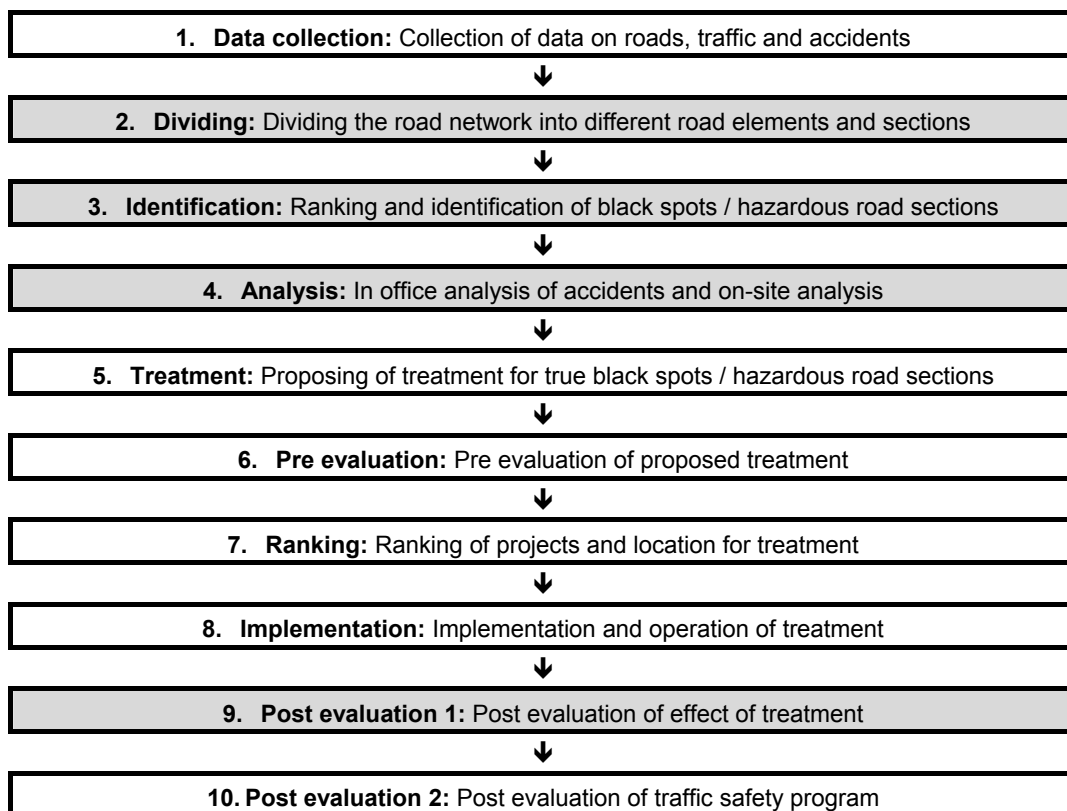 1. Data collection: Collection of data on roads, traffic and accidents
2. Dividing: Dividing the road network into different road elements and sections
3. Identification: Ranking and identification of black spots / hazardous road sections
4. Analysis: In office analysis of accidents and on-site analysis
5. Treatment: Proposing of treatment for true black spots / hazardous road sections
6. Pre evaluation: Pre evaluation of proposed treatment
7. Ranking: Ranking of projects and location for treatment
8. Implementation: Implementation and operation of treatment
9. Post evaluation 1: Post evaluation of effect of treatment
10. Post evaluation 2: Post evaluation of traffic safety program